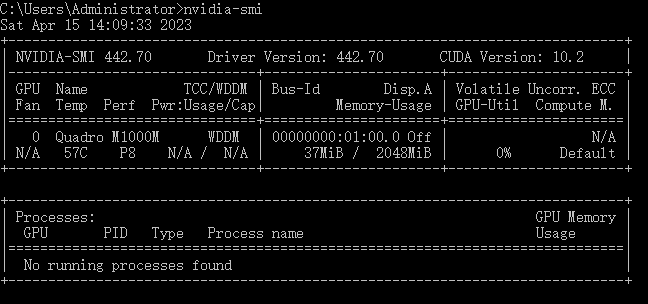 C:\Users\Administrator>nvidia-smi
Sat Apr 15 14:09:33 2023
NVIDIA-SMI 442.70 Driver Version: 442.70 CUDA Version: 10.2
GPU Name TCC/WDDM | Bus-Id Disp.A | Volatile Uncorr. ECC
Fan Temp Perf Pwr:Usage/Cap | Memory-Usage | GPU-Util Compute M.
0 Quadro M1000M WDDM | 00000000:01:00.0 Off | N/A
N/A 57C P8 N/A / N/A | 37MiB / 2048MiB | 0% Default
Processes: GPU Memory
GPU PID Type Process name Usage
No running processes found